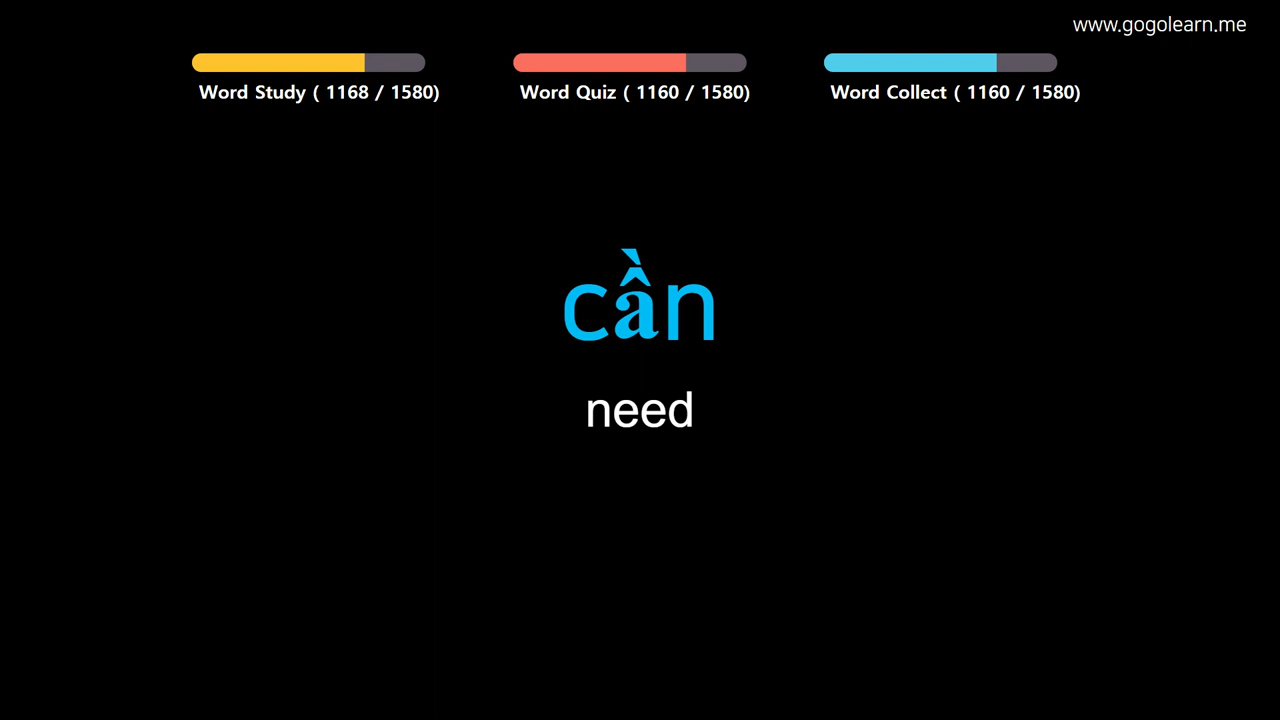 www.gogolearn.me
Word Study ( 1168 / 1580)
Word Quiz ( 1160 / 1580)
Word Collect ( 1160 / 1580)
cần
need